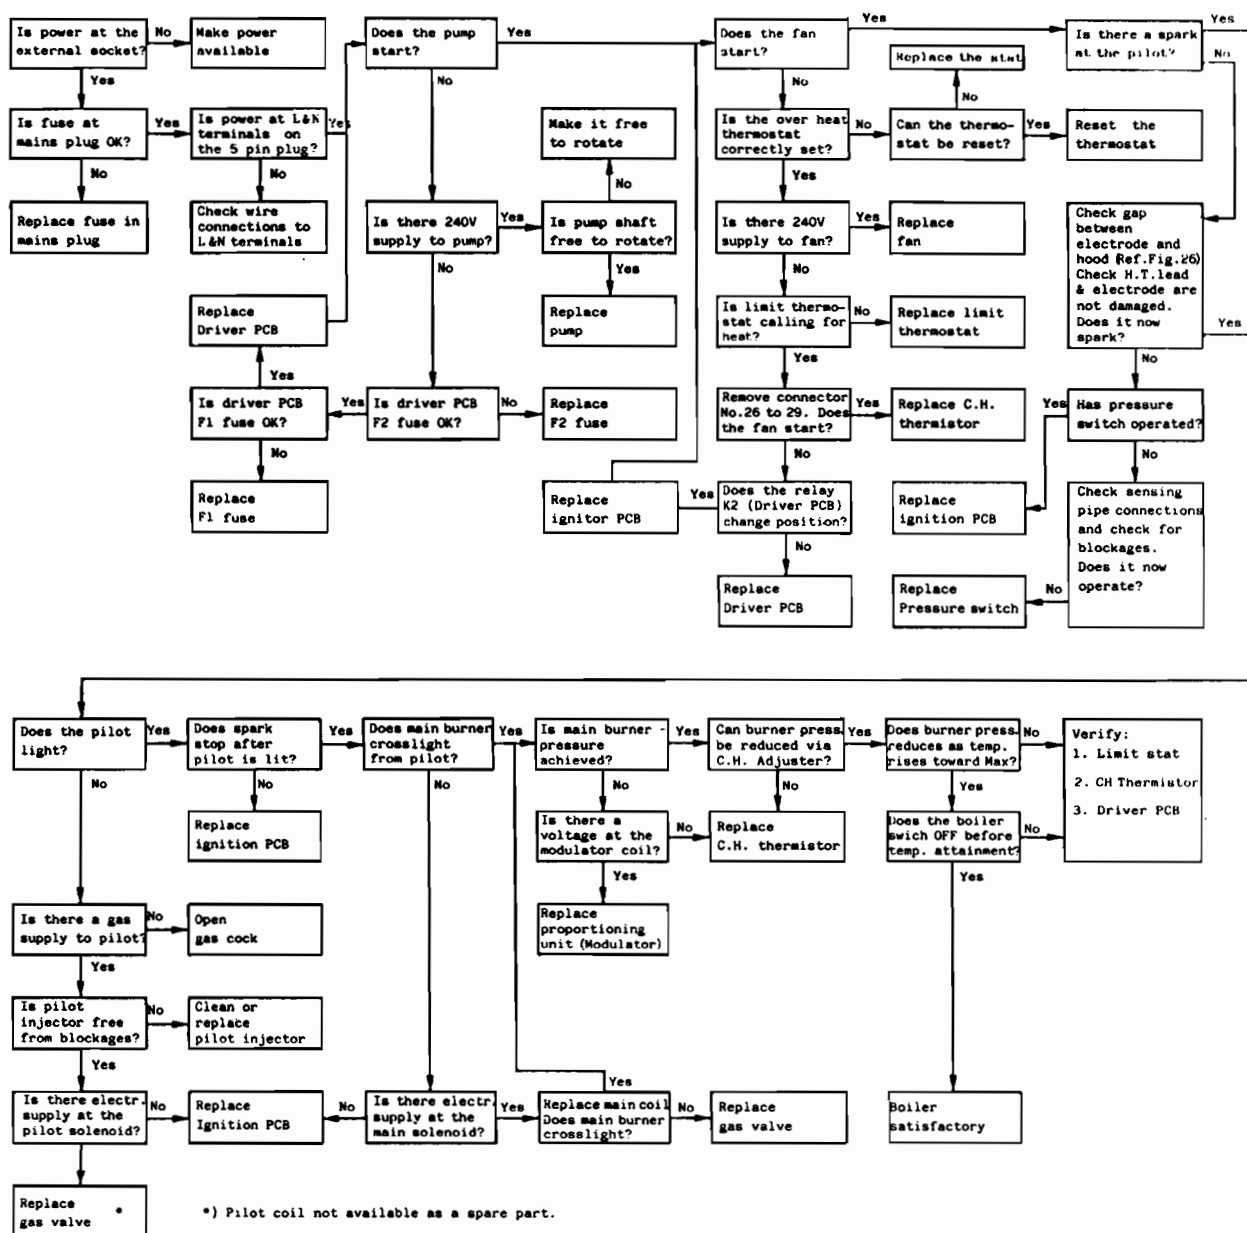 Is power at the
external socket?
No
Make power
available
Yes
Is fuse at
mains plug OK?
Yes
Is power at L&N
terminals on
the 5 pin plug?
Yes
No
Replace fuse in
mains plug
No
Check wire
connections to
L&N terminals
Does the pump
start?
Yes
No
Is there 240V
supply to pump?
Yes
Is pump shaft
free to rotate?
No
Make it free
to rotate
Yes
Replace
pump
No
Is driver PCB
F2 fuse OK?
No
Replace
F2 fuse
Yes
Is driver PCB
F1 fuse OK?
Yes
Replace
Driver PCB
No
Replace
F1 fuse
Does the fan
start?
Yes
No
Is the over heat
thermostat
correctly set?
No
Can the thermo-
stat be reset?
No
Replace the stat
Yes
Reset the
thermostat
Yes
Is there 240V
supply to fan?
Yes
Replace
fan
No
Is limit thermo-
stat calling for
heat?
No
Replace limit
thermostat
Yes
Remove connector
No.26 to 29. Does
the fan start?
Yes
Replace C.H.
thermistor
No
Does the relay
K2 (Driver PCB)
change position?
Yes
Replace
ignitor PCB
No
Replace
Driver PCB
Is there a spark
at the pilot?
Yes
No
Check gap
between
electrode and
hood (Ref.Fig.26)
Check H.T.lead
& electrode are
not damaged.
Does it now
spark?
Yes
No
Has pressure
switch operated?
Yes
Replace
ignition PCB
No
Check sensing
pipe connections
and check for
blockages.
Does it now
operate?
No
Replace
Pressure switch
Does the pilot
light?
Yes
Does spark
stop after
pilot is lit?
Yes
Does main burner
crosslight
from pilot?
Yes
Is main burner -
pressure
achieved?
Yes
Can burner press.
be reduced via
C.H. Adjuster?
Yes
Does burner press.
reduces as temp.
rises toward Max?
No
Verify:
1. Limit stat
2. CH Thermistor
3. Driver PCB
No
No
Replace
ignition PCB
No
No
Is there a
voltage at the
modulator coil?
No
Replace
C.H. thermistor
No
Yes
Does the boiler
swich OFF before
temp. attainment?
No
Yes
Replace
proportioning
unit (Modulator)
Yes
Is there a gas
supply to pilot?
No
Open
gas cock
Yes
Is pilot
injector free
from blockages?
No
Clean or
replace
pilot injector
Yes
Is there electr.
supply at the
pilot solenoid?
No
Replace
Ignition PCB
No
Is there electr.
supply at the
main solenoid?
Yes
Replace main coil
Does main burner
crosslight?
Yes
No
Replace
gas valve
Boiler
satisfactory
Replace
gas valve *
*) Pilot coil not available as a spare part.